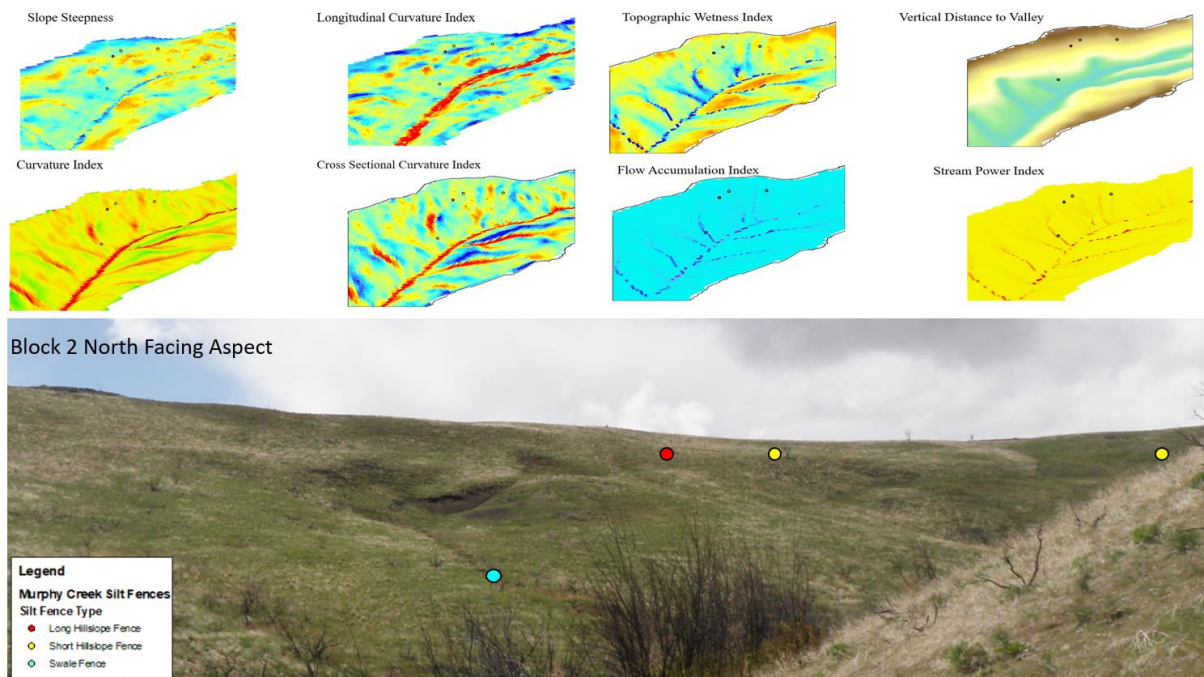 Slope Steepness
Longitudinal Curvature Index
Topographic Wetness Index
Vertical Distance to Valley
Curvature Index
Cross Sectional Curvature Index
Flow Accumulation Index
Stream Power Index
Block 2 North Facing Aspect
Legend
Murphy Creek Silt Fences
Silt Fence Type
Long Hillslope Fence
Short Hillslope Fence
Swale Fence